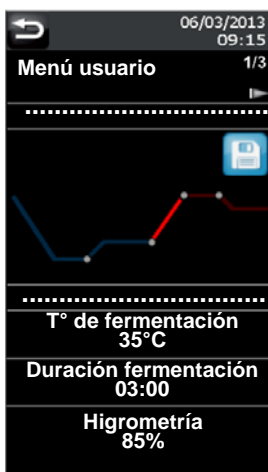 06/03/2013
09:15
Menú usuario
1/3
T° de fermentación
35°C
Duración fermentación
03:00
Higrometría
85%